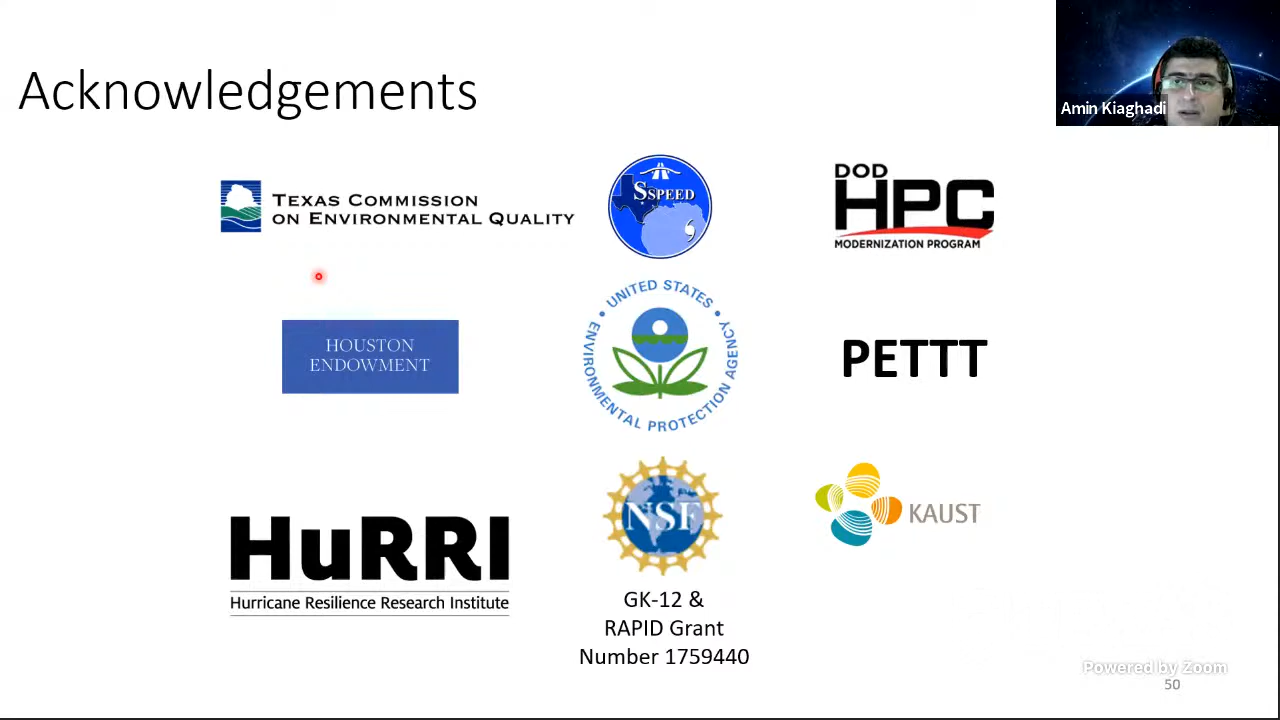 Acknowledgements
Amin Kiaghadi
TEXAS COMMISSION
ON ENVIRONMENTAL QUALITY
SSPEED
DOD
HPC
MODERNIZATION PROGRAM
HOUSTON
ENDOWMENT
UNITED STATES
ENVIRONMENTAL PROTECTION AGENCY
PETTT
HuRRI
Hurricane Resilience Research Institute
NSF
GK-12 &
RAPID Grant
Number 1759440
KAUST
Powered by Zoom
50